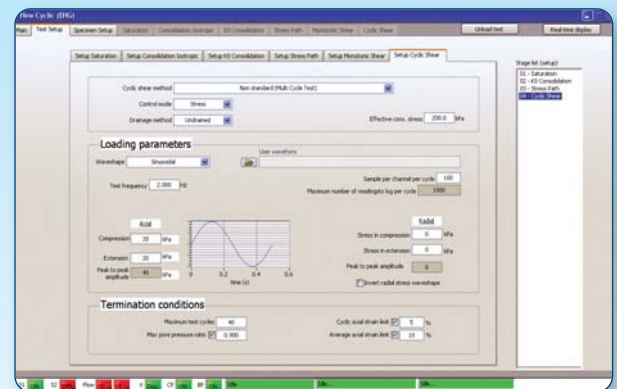 New Cyclic (EHG)
Main Test Setup Specimen Setup Saturation Consolidation Isotropic K0 Consolidation Stress Path Monotonic Shear Cyclic Shear Unload test Real-time display
Setup Saturation Setup Consolidation Isotropic Setup K0 Consolidation Setup Stress Path Setup Monotonic Shear Setup Cyclic Shear
Stage list (setup)
01 - Saturation
02 - K0 Consolidation
03 - Stress Path
04 - Cyclic Shear
Cyclic shear method Non standard (Multi Cycle Test)
Control mode Stress
Drainage method Undrained Effective cons. stress 200.0 kPa
Loading parameters
User waveform
Waveshape Sinusoidal
Sample per channel per cycle 100
Test frequency 2.000 Hz
Maximum number of readings to log per cycle 1000
Axial Radial
Compression 20 kPa Stress in compression 0 kPa
Extension 20 kPa Stress in extension 0 kPa
Peak to peak amplitude 40 kPa Peak to peak amplitude 0
0 0.2 0.4 0.6
time (s)
Invert radial stress waveshape
Termination conditions
Maximum test cycles 40 Cyclic axial strain limit 5 %
Max pore pressure ratio 0.900 Average axial strain limit 10 %
S1 S2 Flow CP BP Idle Idle... Idle...